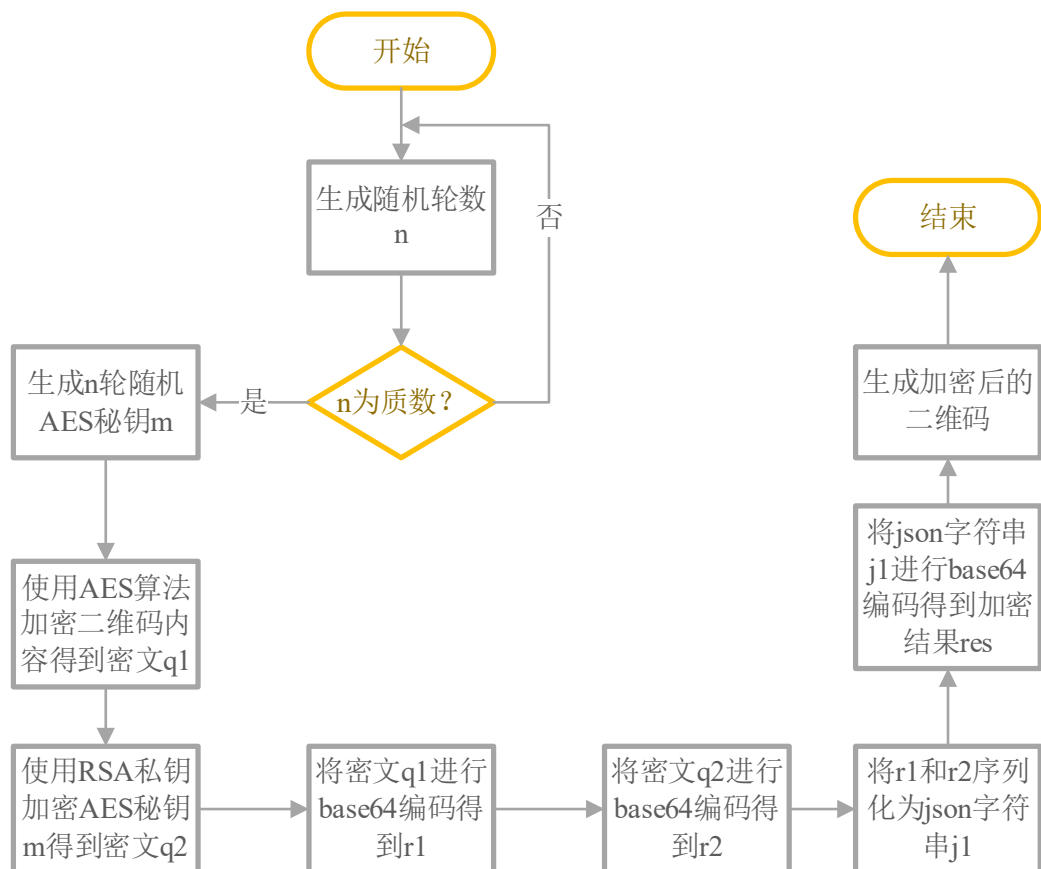 开始
生成随机轮数
n
否
n为质数？
是
生成n轮随机
AES秘钥m
使用AES算法
加密二维码内
容得到密文q1
使用RSA私钥
加密AES秘钥
m得到密文q2
将密文q1进行
base64编码得
到r1
将密文q2进行
base64编码得
到r2
将r1和r2序列
化为json字符
串j1
将json字符串
j1进行base64
编码得到加密
结果res
生成加密后的
二维码
结束